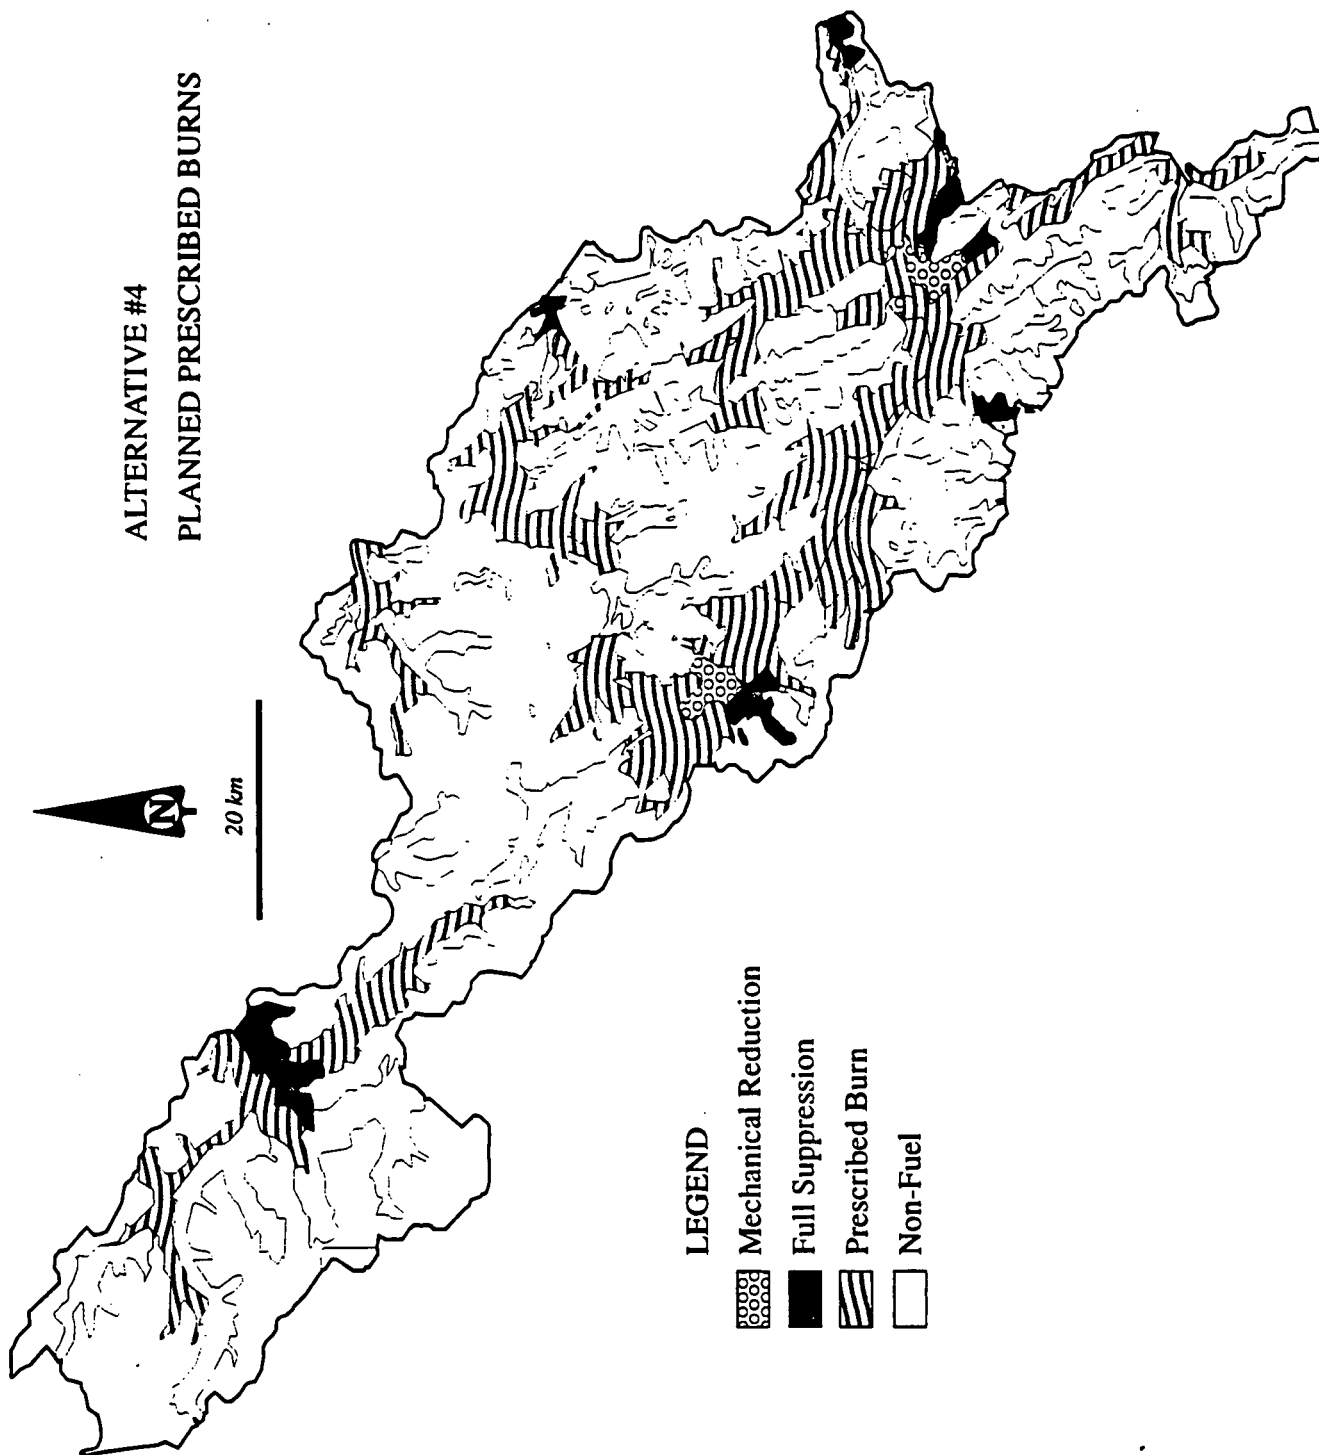 ALTERNATIVE #4
PLANNED PRESCRIBED BURNS
N
20 km
LEGEND
Mechanical Reduction
Full Suppression
Prescribed Burn
Non-Fuel